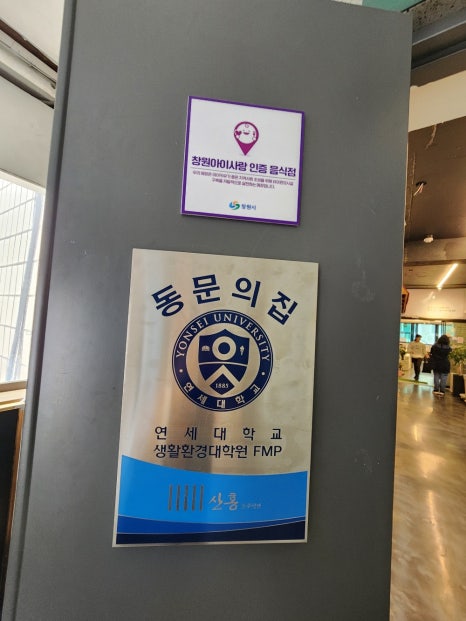 창원아이사랑 인증 음식점
창원시
동문의집
YONSEI UNIVERSITY
1885
연세대학교
연세대학교
생활환경대학원 FMP
산홍